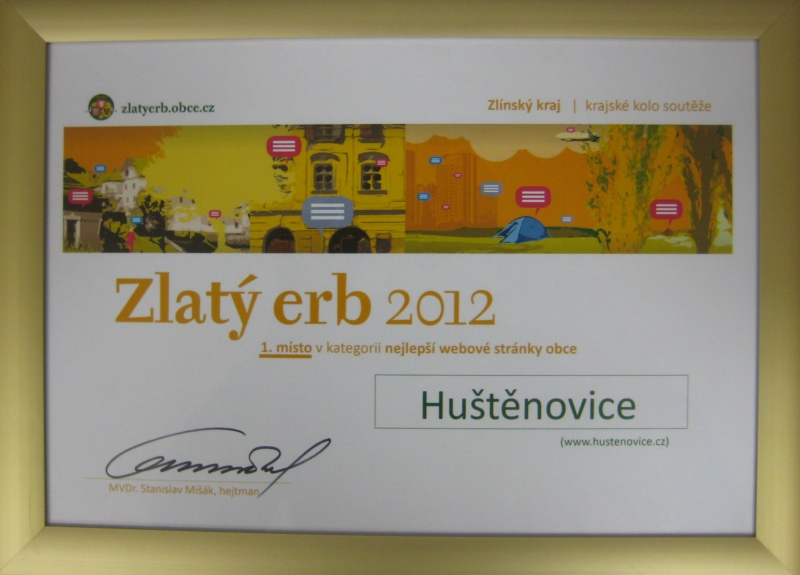 zlatyerb.obce.cz
Zlínský kraj | krajské kolo soutěže
Zlatý erb 2012
1. místo v kategorii nejlepší webové stránky obce
Huštěnovice
(www.hustenovice.cz)
MVDr. Stanislav Mišák, hejtman